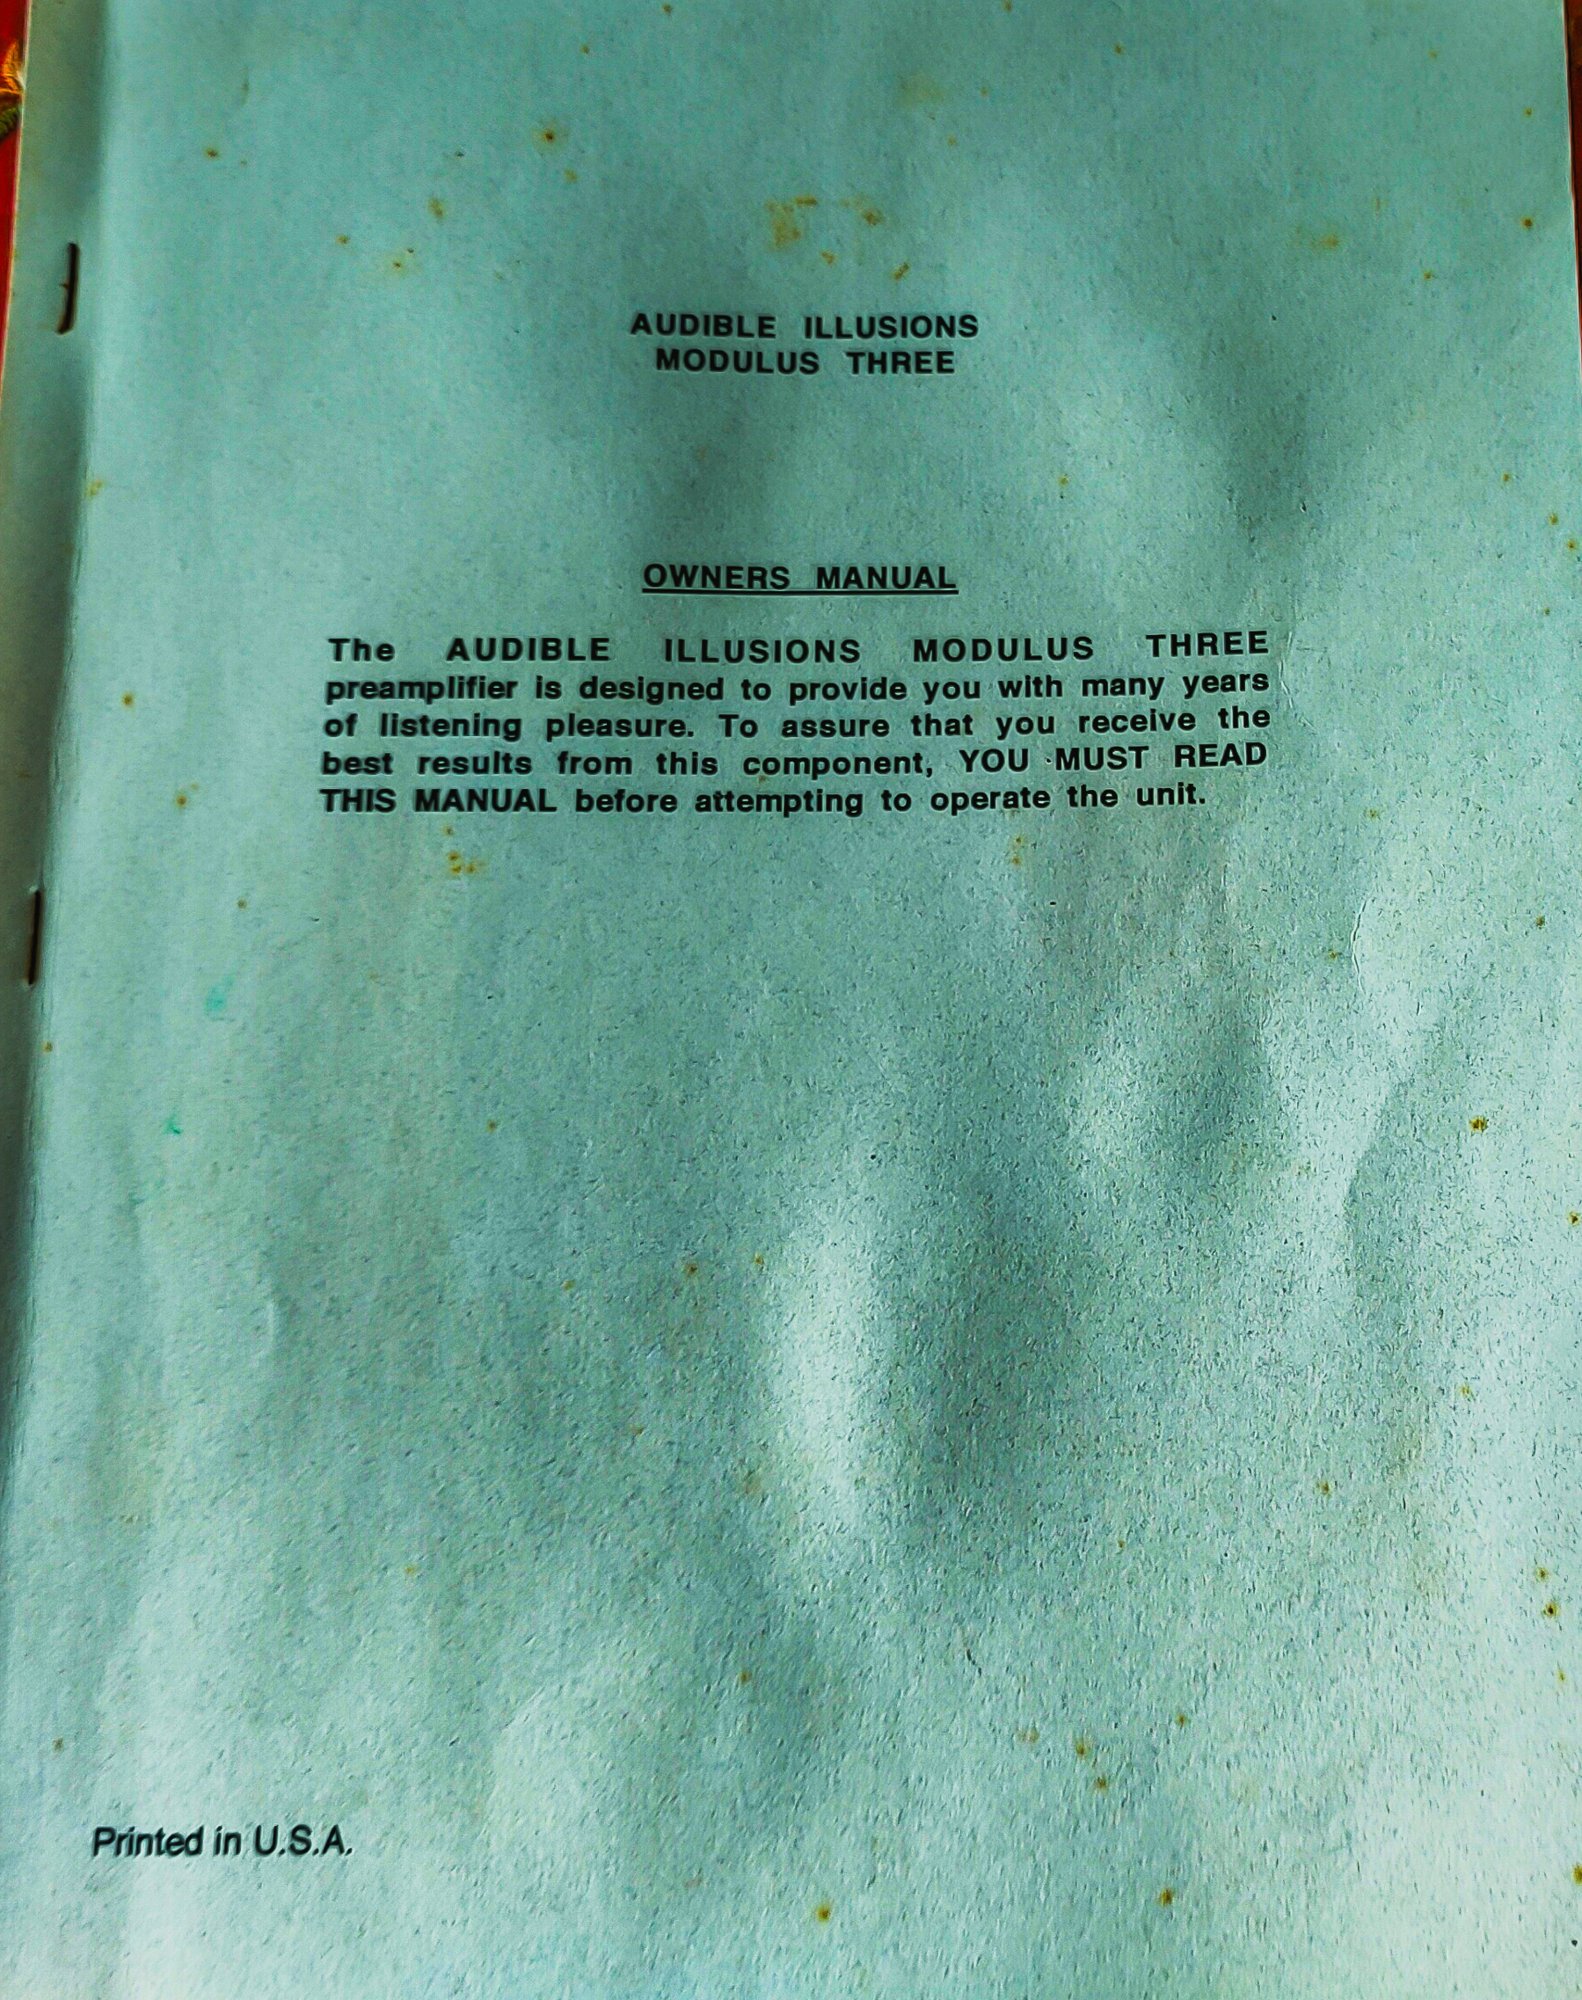 AUDIBLE ILLUSIONS
MODULUS THREE
OWNERS MANUAL
The AUDIBLE ILLUSIONS MODULUS THREE
preamplifier is designed to provide you with many years
of listening pleasure. To assure that you receive the
best results from this component, YOU MUST READ
THIS MANUAL before attempting to operate the unit.
Printed in U.S.A.